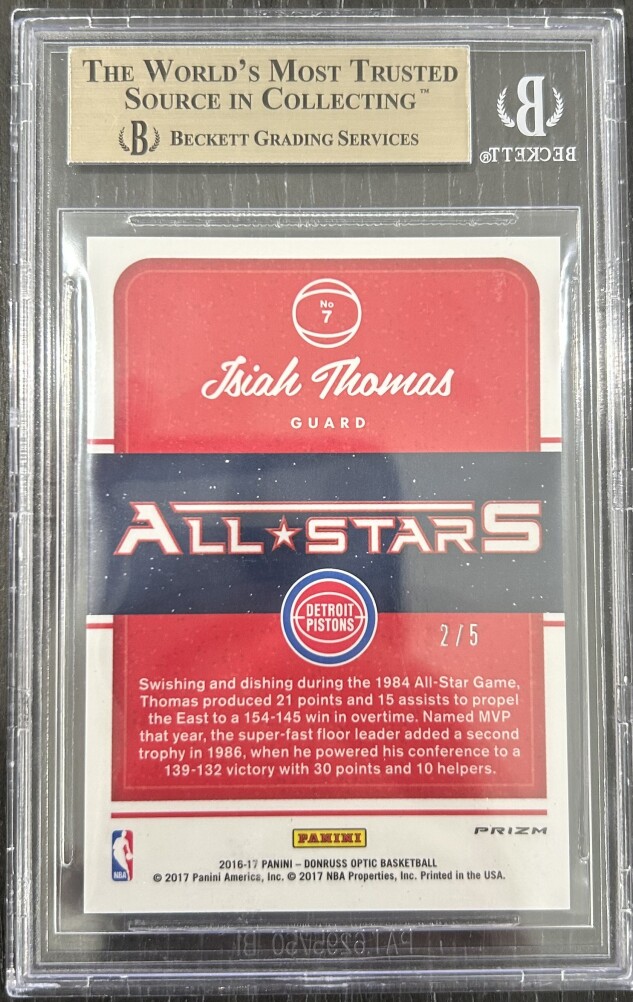 THE WORLD'S MOST TRUSTED
SOURCE IN COLLECTING™
B BECKETT GRADING SERVICES
B
BECKETT®
No
7
Isiah Thomas
GUARD
ALL★STARS
DETROIT
PISTONS
2/5
Swishing and dishing during the 1984 All-Star Game,
Thomas produced 21 points and 15 assists to propel
the East to a 154-145 win in overtime. Named MVP
that year, the super-fast floor leader added a second
trophy in 1986, when he powered his conference to a
139-132 victory with 30 points and 10 helpers.
PANINI
PRIZM
NBA
2016-17 PANINI – DONRUSS OPTIC BASKETBALL
© 2017 Panini America, Inc. © 2017 NBA Properties, Inc. Printed in the USA.